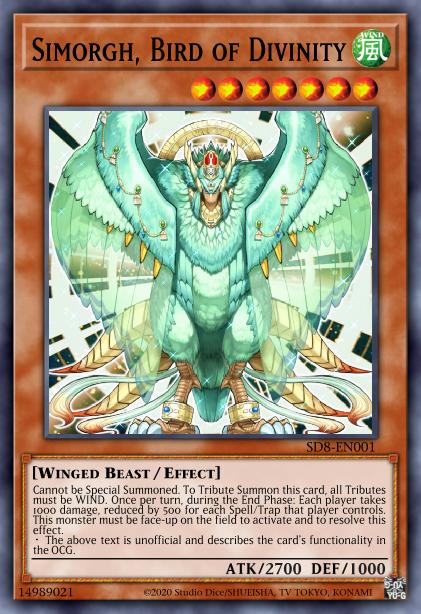 SIMORGH, BIRD OF DIVINITY
WIND
風
SD8-EN001
[WINGED BEAST / EFFECT]
Cannot be Special Summoned. To Tribute Summon this card, all Tributes
must be WIND. Once per turn, during the End Phase: Each player takes
1000 damage, reduced by 500 for each Spell/Trap that player controls.
This monster must be face-up on the field to activate and to resolve this
effect.
· The above text is unofficial and describes the card's functionality in
the OCG.
ATK/2700 DEF/1000
14989021
©2020 Studio Dice/SHUEISHA, TV TOKYO, KONAMI